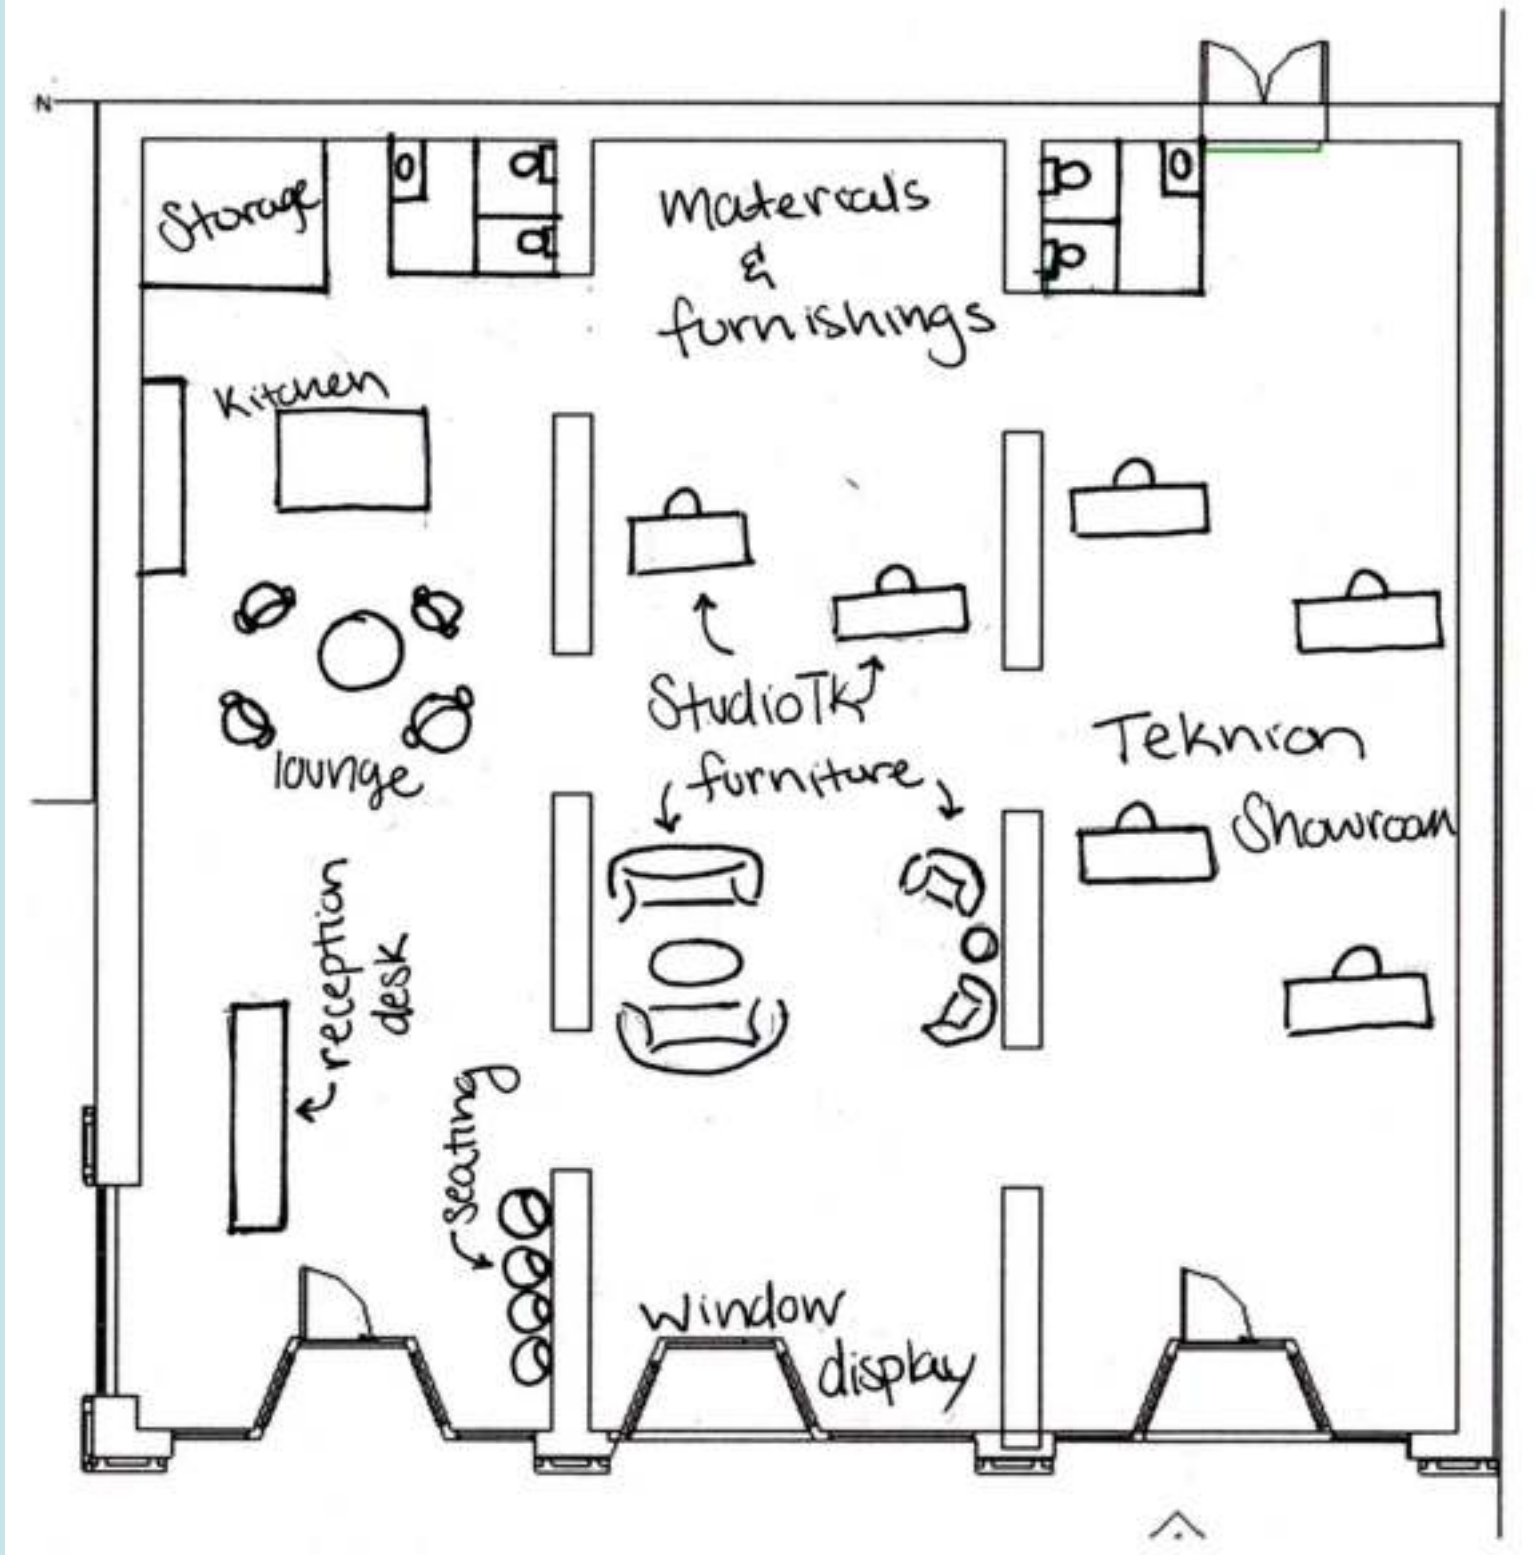 N
Storage
materials
&
furnishings
Kitchen
StudioTK
furniture
lounge
Teknion
Showroom
reception
desk
seating
window
display